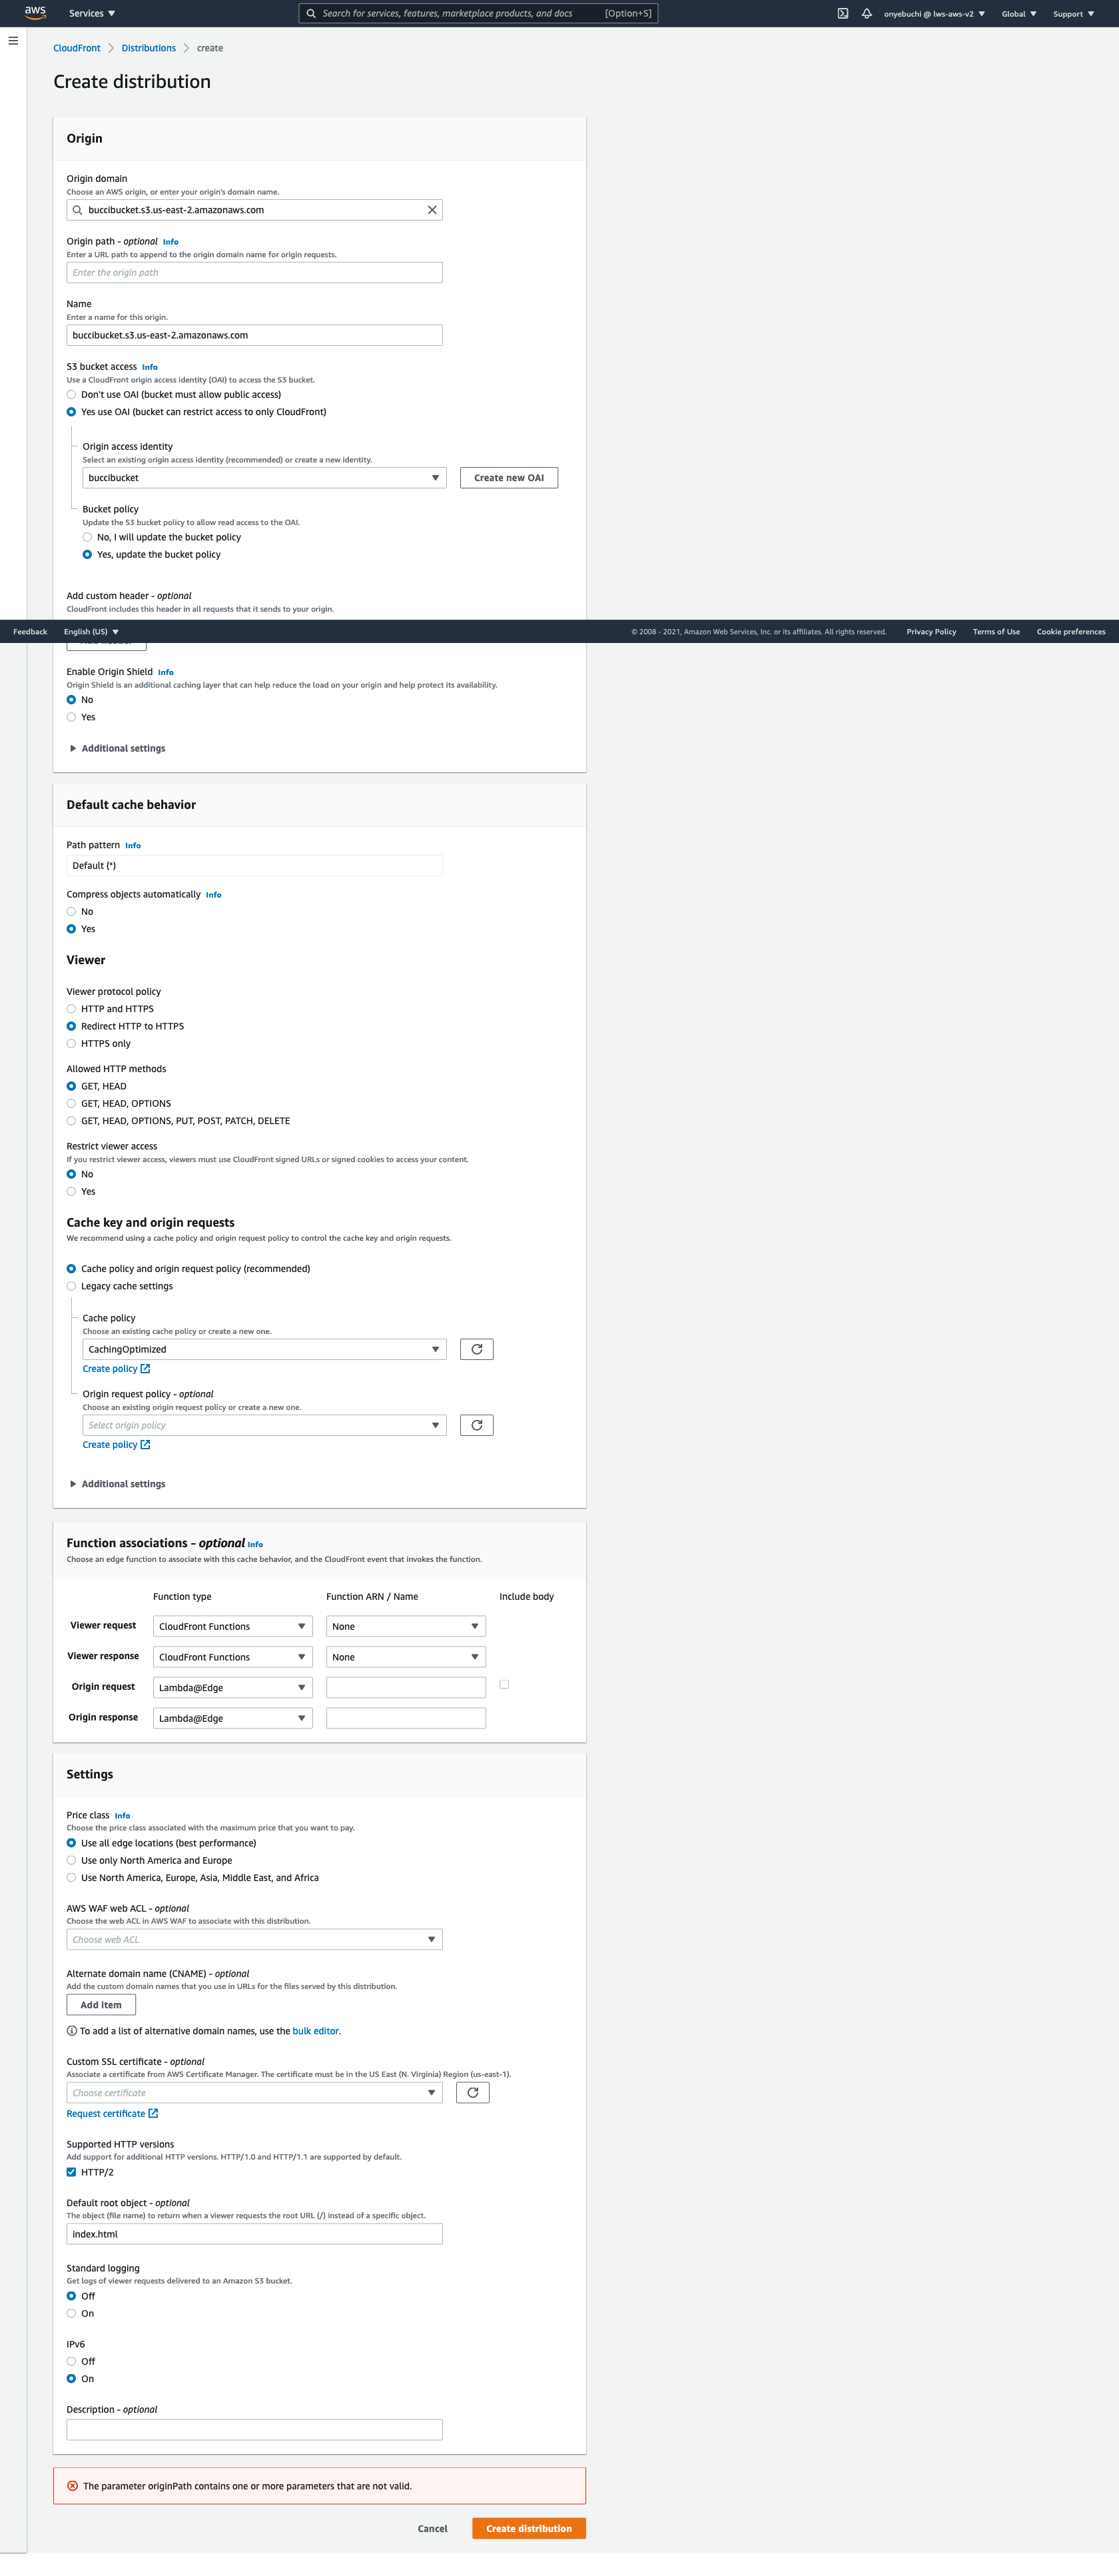 aws
Services
Search for services, features, marketplace products, and docs [Option+S]
onyebuchi @ lws-aws-v2
Global
Support
CloudFront
Distributions
create
Create distribution
Origin
Origin domain
Choose an AWS origin, or enter your origin's domain name.
buccibucket.s3.us-east-2.amazonaws.com
Origin path - optional Info
Enter a URL path to append to the origin domain name for origin requests.
Enter the origin path
Name
Enter a name for this origin.
buccibucket.s3.us-east-2.amazonaws.com
S3 bucket access Info
Use a CloudFront origin access identity (OAI) to access the S3 bucket.
Don't use OAI (bucket must allow public access)
Yes use OAI (bucket can restrict access to only CloudFront)
Origin access identity
Select an existing origin access identity (recommended) or create a new identity.
buccibucket
Create new OAI
Bucket policy
Update the S3 bucket policy to allow read access to the OAI.
No, I will update the bucket policy
Yes, update the bucket policy
Add custom header - optional
CloudFront includes this header in all requests that it sends to your origin.
Feedback
English (US)
© 2008 - 2021, Amazon Web Services, Inc. or its affiliates. All rights reserved.
Privacy Policy
Terms of Use
Cookie preferences
Enable Origin Shield Info
Origin Shield is an additional caching layer that can help reduce the load on your origin and help protect its availability.
No
Yes
Additional settings
Default cache behavior
Path pattern Info
Default (*)
Compress objects automatically Info
No
Yes
Viewer
Viewer protocol policy
HTTP and HTTPS
Redirect HTTP to HTTPS
HTTPS only
Allowed HTTP methods
GET, HEAD
GET, HEAD, OPTIONS
GET, HEAD, OPTIONS, PUT, POST, PATCH, DELETE
Restrict viewer access
If you restrict viewer access, viewers must use CloudFront signed URLs or signed cookies to access your content.
No
Yes
Cache key and origin requests
We recommend using a cache policy and origin request policy to control the cache key and origin requests.
Cache policy and origin request policy (recommended)
Legacy cache settings
Cache policy
Choose an existing cache policy or create a new one.
CachingOptimized
Create policy
Origin request policy - optional
Choose an existing origin request policy or create a new one.
Select origin policy
Create policy
Additional settings
Function associations - optional Info
Choose an edge function to associate with this cache behavior, and the CloudFront event that invokes the function.
Function type Function ARN / Name Include body
Viewer request CloudFront Functions None
Viewer response CloudFront Functions None
Origin request Lambda@Edge
Origin response Lambda@Edge
Settings
Price class Info
Choose the price class associated with the maximum price that you want to pay.
Use all edge locations (best performance)
Use only North America and Europe
Use North America, Europe, Asia, Middle East, and Africa
AWS WAF web ACL - optional
Choose the web ACL in AWS WAF to associate with this distribution.
Choose web ACL
Alternate domain name (CNAME) - optional
Add the custom domain names that you use in URLs for the files served by this distribution.
Add item
To add a list of alternative domain names, use the bulk editor.
Custom SSL certificate - optional
Associate a certificate from AWS Certificate Manager. The certificate must be in the US East (N. Virginia) Region (us-east-1).
Choose certificate
Request certificate
Supported HTTP versions
Add support for additional HTTP versions. HTTP/1.0 and HTTP/1.1 are supported by default.
HTTP/2
Default root object - optional
The object (file name) to return when a viewer requests the root URL (/) instead of a specific object.
index.html
Standard logging
Get logs of viewer requests delivered to an Amazon S3 bucket.
Off
On
IPv6
Off
On
Description - optional
The parameter originPath contains one or more parameters that are not valid.
Cancel
Create distribution